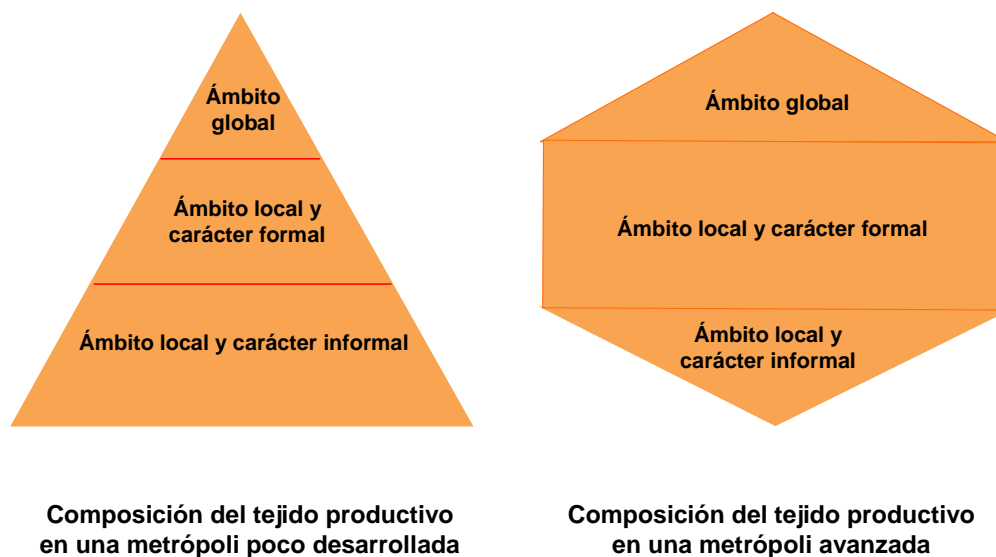 Ámbito
global
Ámbito local y
carácter formal
Ámbito local y carácter informal
Composición del tejido productivo
en una metrópoli poco desarrollada
Ámbito global
Ámbito local y carácter formal
Ámbito local y
carácter informal
Composición del tejido productivo
en una metrópoli avanzada